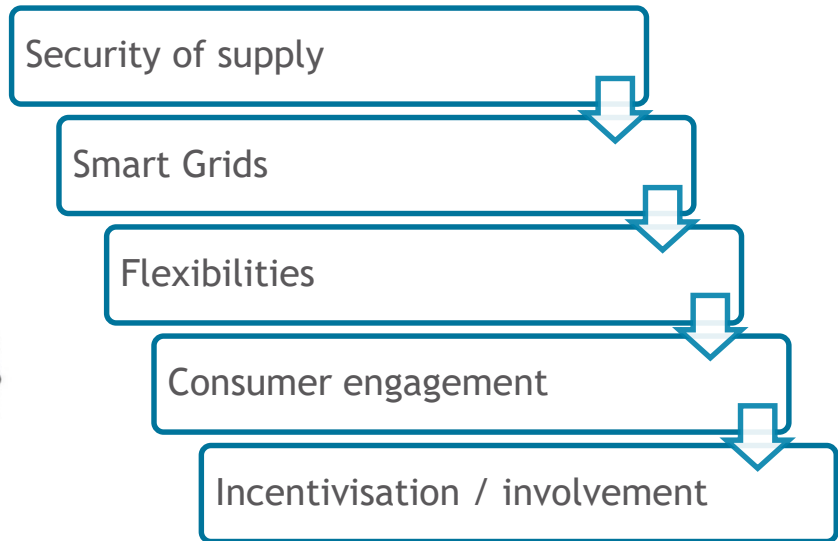 Security of supply
Smart Grids
Flexibilities
Consumer engagement
Incentivisation / involvement